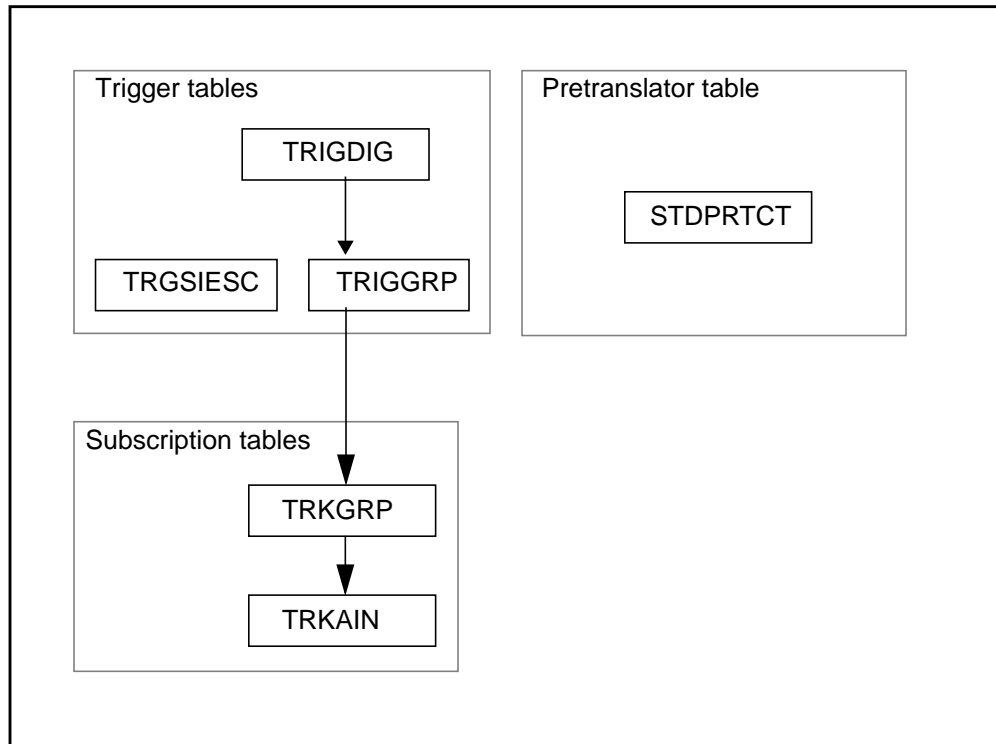 Trigger tables
TRIGDIG
TRGSIESC
TRIGGRP
Pretranslator table
STDPRTCT
Subscription tables
TRKGRP
TRKAIN